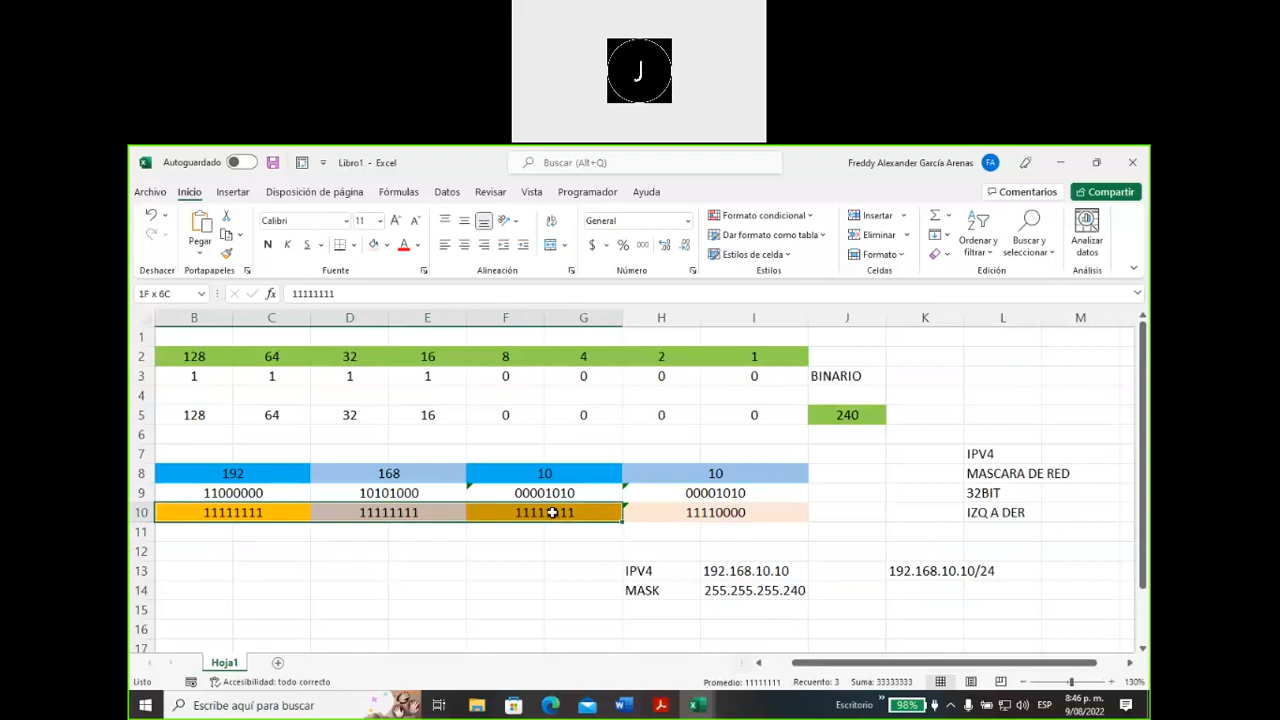 J
Autoguardado Libro1 - Excel Buscar (Alt+Q) Freddy Alexander García Arenas FA
Archivo Inicio Insertar Disposición de página Fórmulas Datos Revisar Vista Programador Ayuda Comentarios Compartir
Pegar Calibri 11 General Formato condicional Insertar
N K S Dar formato como tabla Eliminar Ordenar y filtrar Buscar y seleccionar Analizar datos
$ % 000 Estilos de celda Formato
Deshacer Portapapeles Fuente Alineación Número Estilos Celdas Edición Análisis
1F x 6C fx 11111111
B C D E F G H I J K L M
1
2 128 64 32 16 8 4 2 1
3 1 1 1 1 0 0 0 0 BINARIO
4
5 128 64 32 16 0 0 0 0 240
6
7 IPV4
8 192 168 10 10 MASCARA DE RED
9 11000000 10101000 00001010 00001010 32BIT
10 11111111 11111111 11111111 11110000 IZQ A DER
11
12
13 IPV4 192.168.10.10 192.168.10.10/24
14 MASK 255.255.255.240
15
16
17
Hoja1
Listo Accesibilidad: todo correcto Promedio: 11111111 Recuento: 3 Suma: 33333333 130%
Escribe aquí para buscar Escritorio 98% ESP 8:46 p. m.
9/08/2022